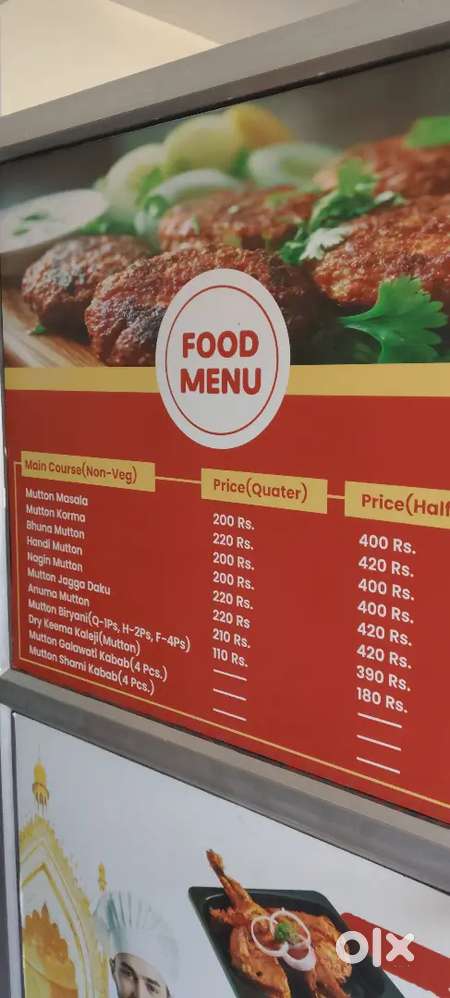 FOOD
MENU
Main Course(Non-Veg) Price(Quater) Price(Half
Mutton Masala 200 Rs. 400 Rs.
Mutton Korma 220 Rs. 420 Rs.
Bhuna Mutton 200 Rs. 400 Rs.
Handi Mutton 200 Rs. 400 Rs.
Nagin Mutton 220 Rs. 420 Rs.
Mutton Jagga Daku 220 Rs 420 Rs.
Anuma Mutton 210 Rs. 390 Rs.
Mutton Biryani(Q-1Ps, H-2Ps, F-4Ps) 110 Rs. 180 Rs.
Dry Keema Kaleji(Mutton)
Mutton Galawati Kabab(4 Pcs.)
Mutton Shami Kabab(4 Pcs.)
olx